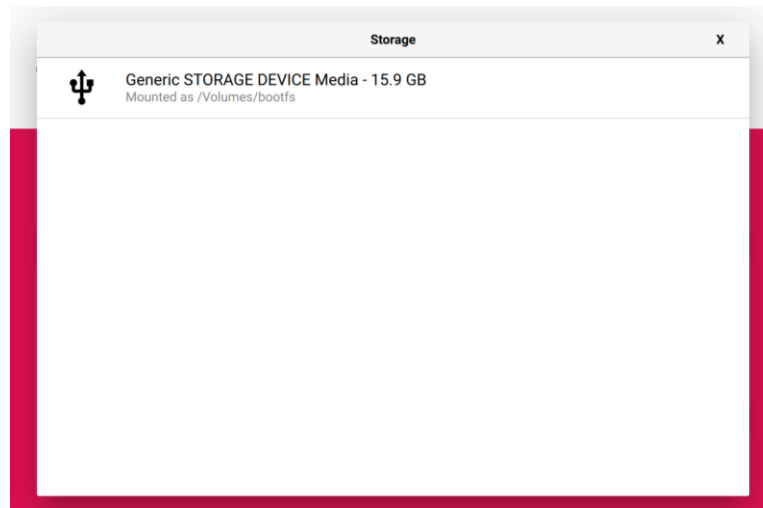 Storage
X
Generic STORAGE DEVICE Media - 15.9 GB
Mounted as /Volumes/bootfs